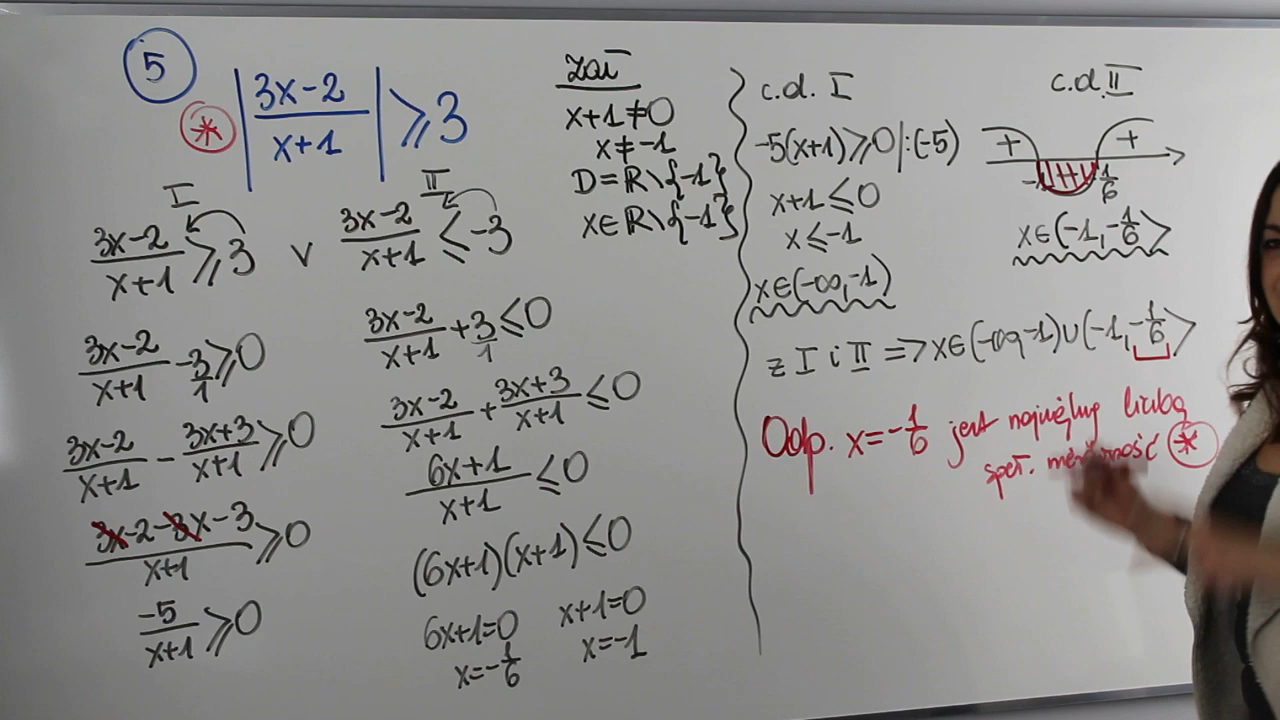 5
* |(3x-2)/(x+1)| ⩾ 3
Zał
x+1≠0
x≠-1
D=ℝ\{-1}
x∈ℝ\{-1}
I
(3x-2)/(x+1) ⩾ 3 ∨
II
(3x-2)/(x+1) ⩽ -3
(3x-2)/(x+1) - 3/1 ⩾ 0
(3x-2)/(x+1) - (3x+3)/(x+1) ⩾ 0
(3x-2-3x-3)/(x+1) ⩾ 0
-5/(x+1) ⩾ 0
(3x-2)/(x+1) + 3/1 ⩽ 0
(3x-2)/(x+1) + (3x+3)/(x+1) ⩽ 0
(6x+1)/(x+1) ⩽ 0
(6x+1)(x+1) ⩽ 0
6x+1=0 x+1=0
x=-1/6 x=-1
c.d. I
-5(x+1) ⩾ 0 |:(-5)
x+1 ⩽ 0
x ⩽ -1
x∈(-∞,-1)
c.d. II
+ +
1/6
x∈(-1,-1/6>
z I i II => x∈(-∞,-1)∪(-1,-1/6>
Odp. x=-1/6 jest największą liczbą
speł. *